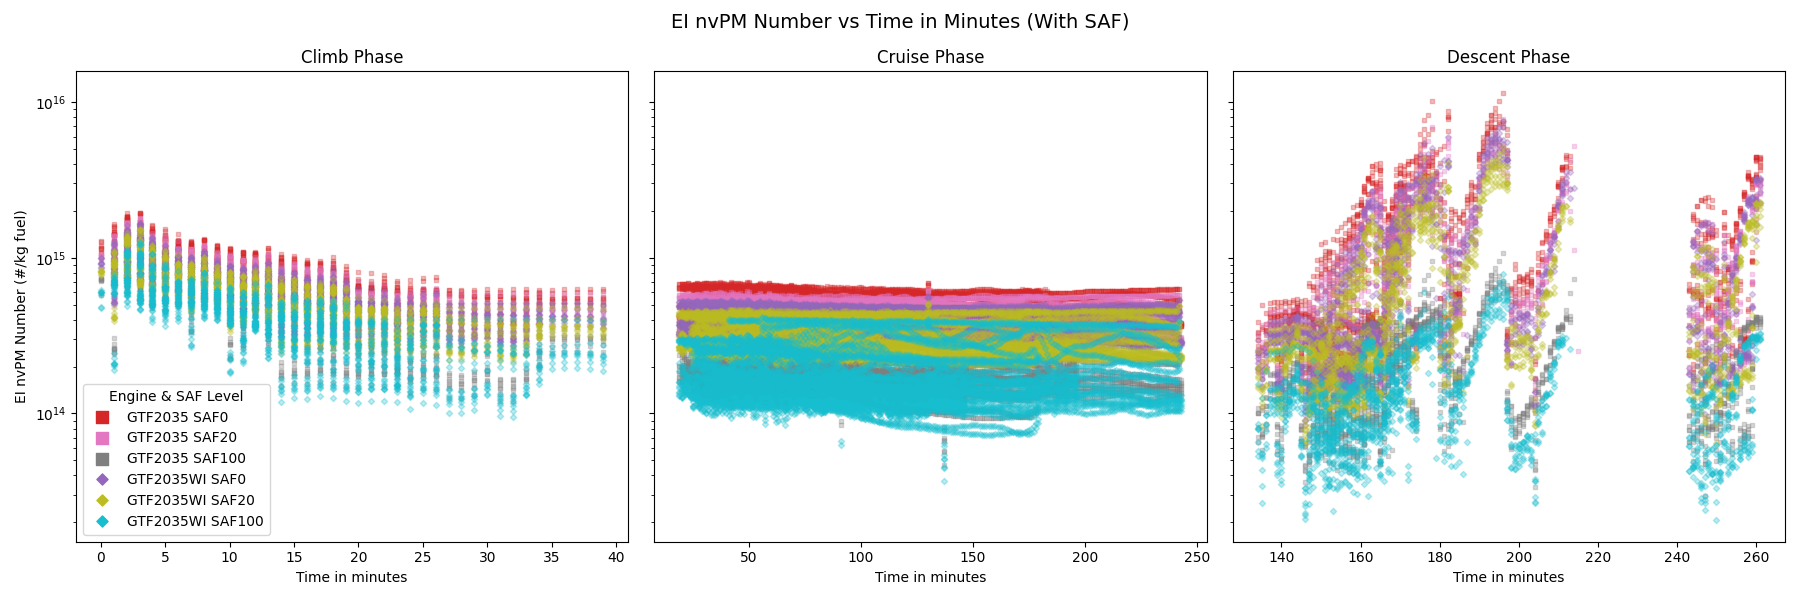 EI nvPM Number vs Time in Minutes (With SAF)
Climb Phase
Cruise Phase
Descent Phase
EI nvPM Number (#/kg fuel)
10^16
10^15
10^14
Engine & SAF Level
GTF2035 SAF0
GTF2035 SAF20
GTF2035 SAF100
GTF2035WI SAF0
GTF2035WI SAF20
GTF2035WI SAF100
0 5 10 15 20 25 30 35 40
50 100 150 200 250
140 160 180 200 220 240 260
Time in minutes
Time in minutes
Time in minutes